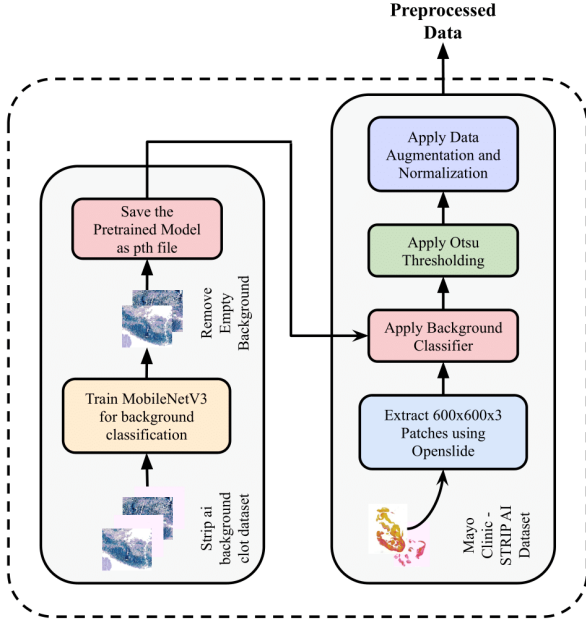 Preprocessed
Data
Apply Data
Augmentation and
Normalization
Save the
Pretrained Model
as pth file
Apply Otsu
Thresholding
Remove
Empty
Background
Apply Background
Classifier
Train MobileNetV3
for background
classification
Extract 600x600x3
Patches using
Openslide
Strip ai
background
clot dataset
Mayo
Clinic -
STRIP AI
Dataset